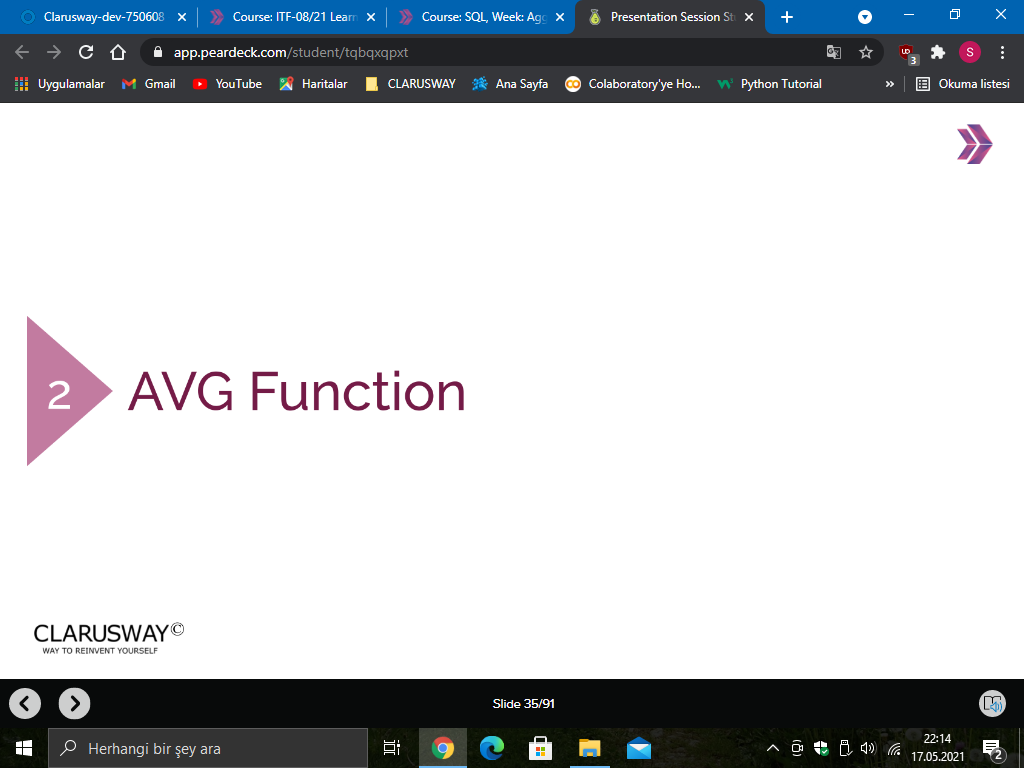 Clarusway-dev-750608
Course: ITF-08/21 Learn
Course: SQL, Week: Agg
Presentation Session St
app.peardeck.com/student/tqbqxqpxt
3
S
Uygulamalar
Gmail
YouTube
Haritalar
CLARUSWAY
Ana Sayfa
Colaboratory'ye Ho...
Python Tutorial
»
Okuma listesi
2
AVG Function
CLARUSWAY©
WAY TO REINVENT YOURSELF
Slide 35/91
Herhangi bir şey ara
22:14
17.05.2021
2